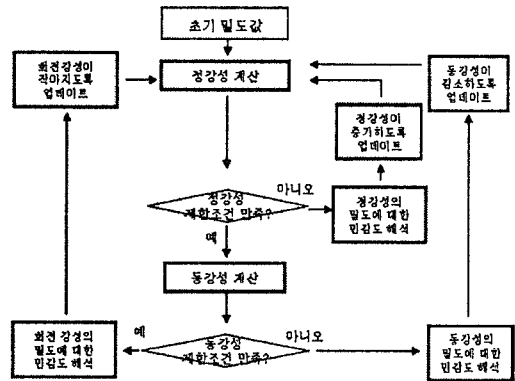 초기 밀도값
회전강성이
작아지도록
업데이트
정강성 계산
동강성이
감소하도록
업데이트
정강성이
증가하도록
업데이트
정강성
제한조건 만족?
아니오
정강성의
밀도에 대한
민감도 해석
예
동강성 계산
회전 강성의
밀도에 대한
민감도 해석
예
동강성
제한조건 만족?
아니오
동강성의
밀도에 대한
민감도 해석